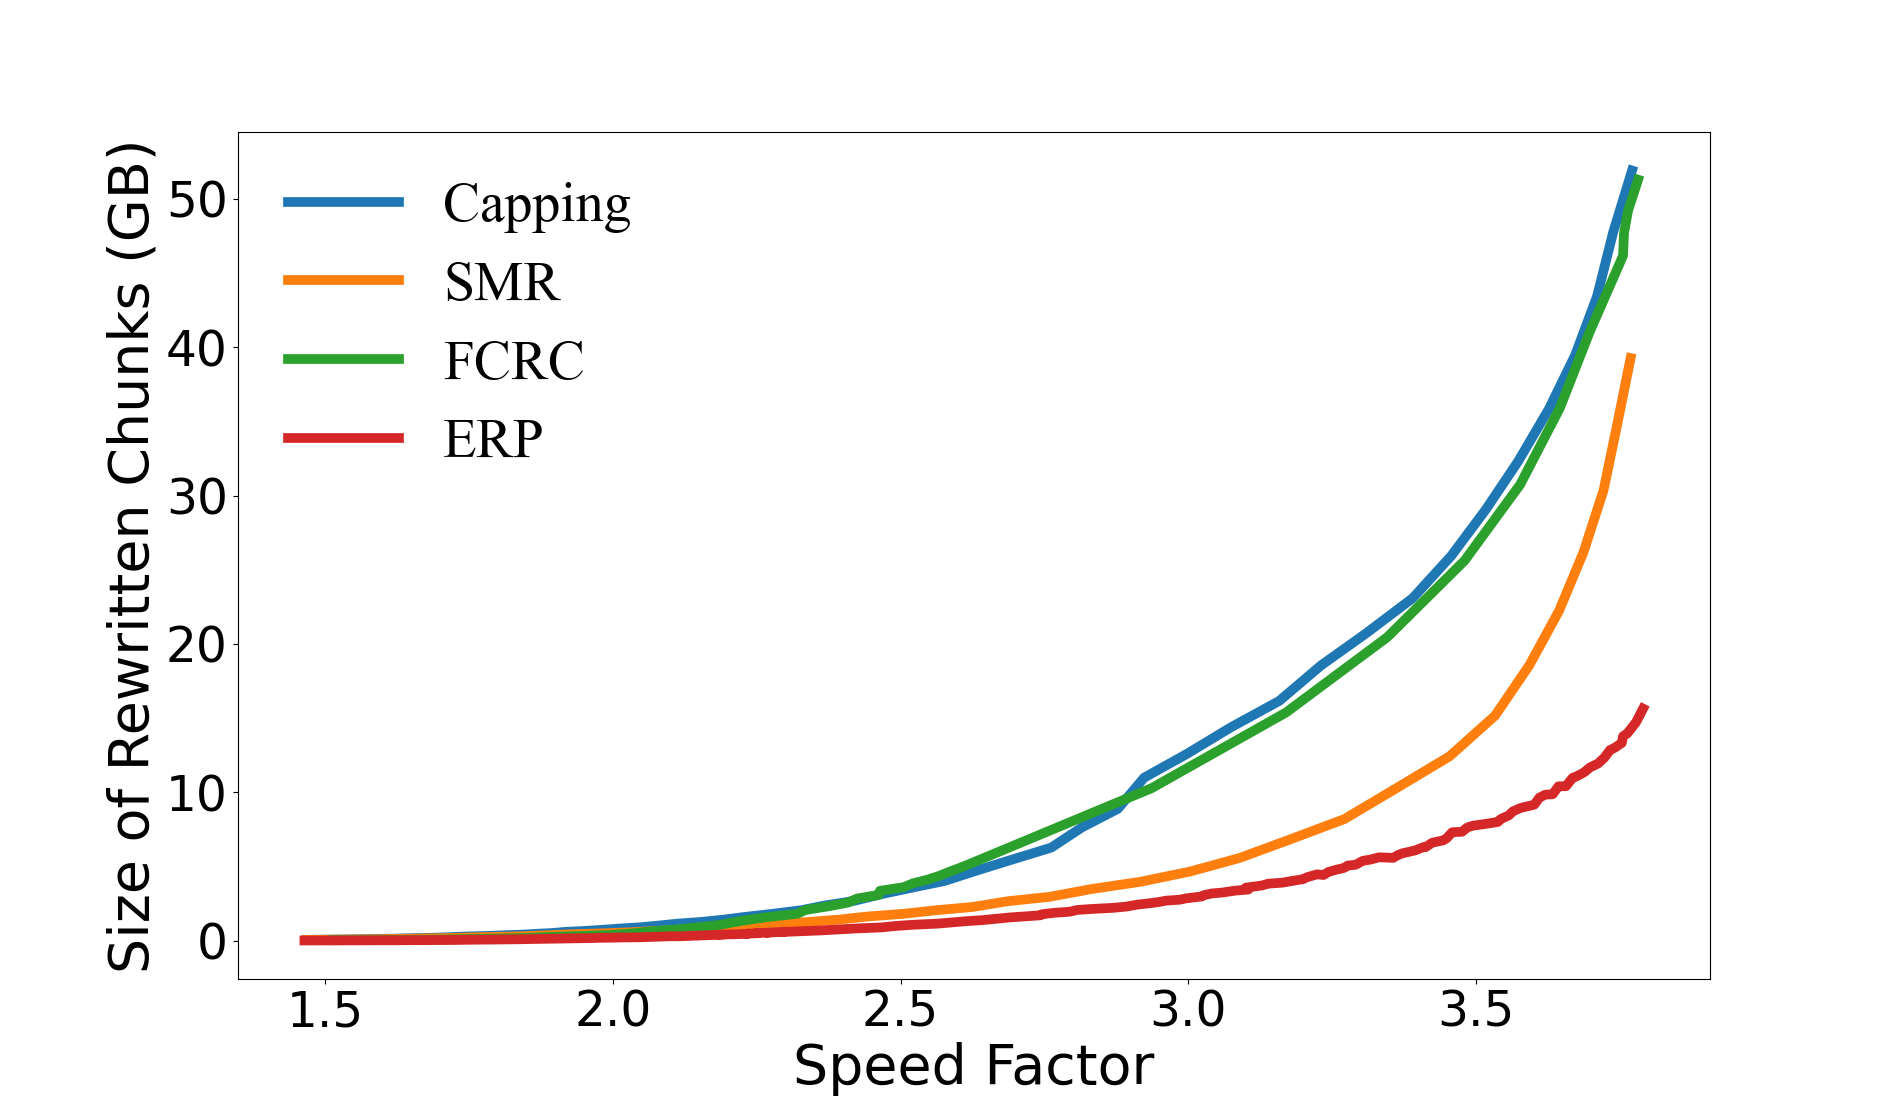 Capping
SMR
FCRC
ERP
Size of Rewritten Chunks (GB)
50
40
30
20
10
0
1.5 2.0 2.5 3.0 3.5
Speed Factor